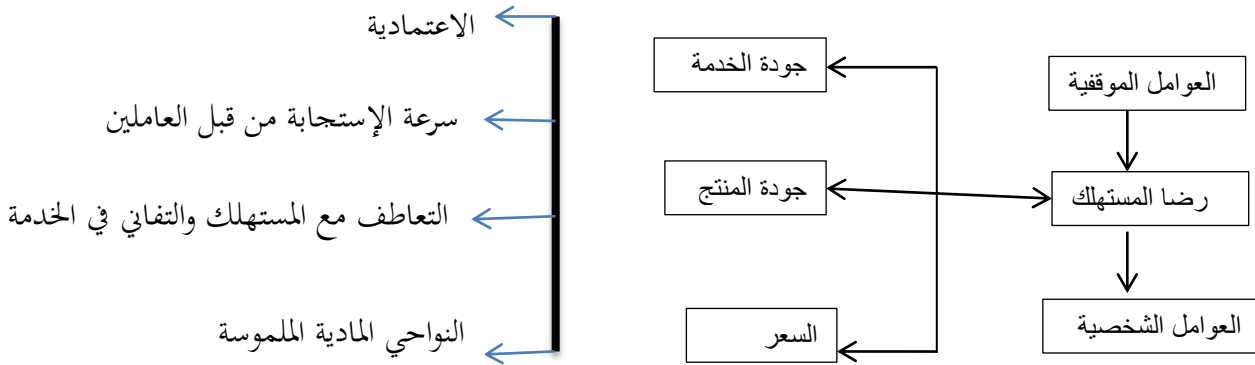 العوامل الموقفية
رضا المستهلك
العوامل الشخصية
جودة الخدمة
جودة المنتج
السعر
الإعتمادية
سرعة الإستجابة من قبل العاملين
التعاطف مع المستهلك والتفاني في الخدمة
النواحي المادية الملموسة